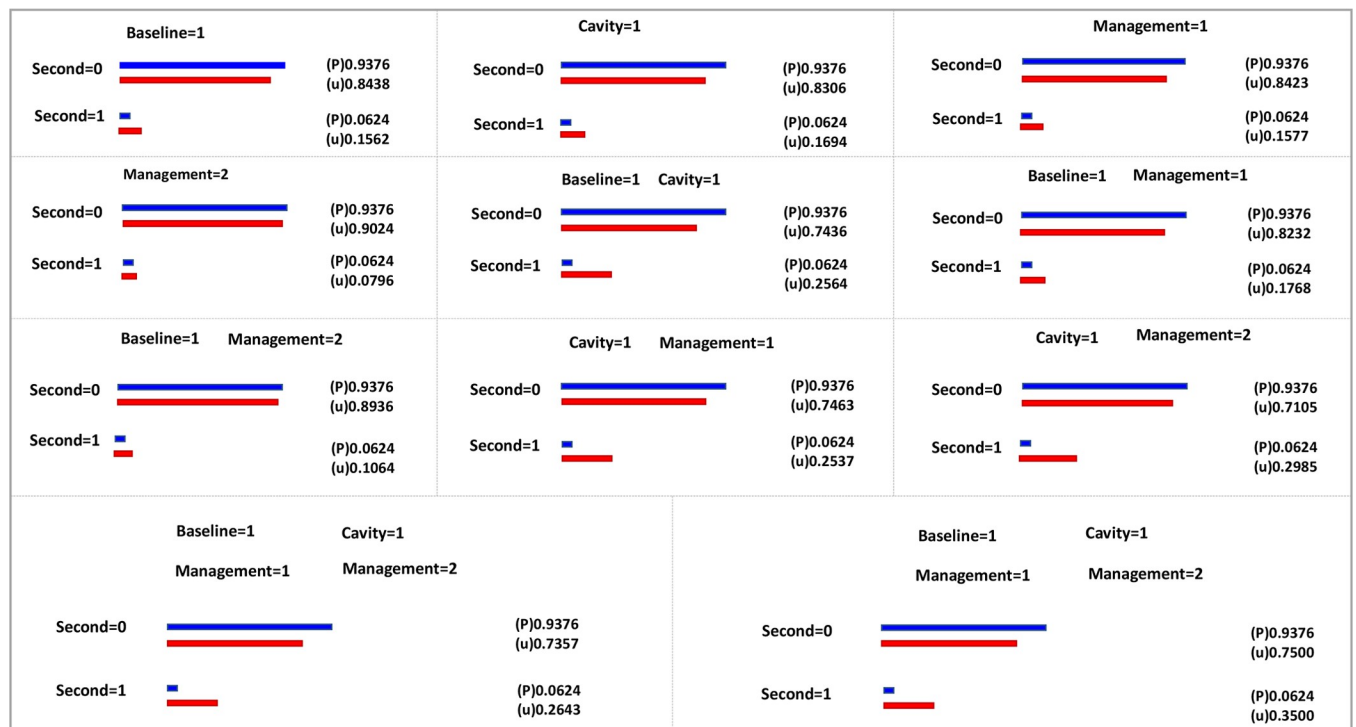 Baseline=1
Second=0
(P)0.9376
(u)0.8438
Second=1
(P)0.0624
(u)0.1562
Cavity=1
Second=0
(P)0.9376
(u)0.8306
Second=1
(P)0.0624
(u)0.1694
Management=1
Second=0
(P)0.9376
(u)0.8423
Second=1
(P)0.0624
(u)0.1577
Management=2
Second=0
(P)0.9376
(u)0.9024
Second=1
(P)0.0624
(u)0.0796
Baseline=1 Cavity=1
Second=0
(P)0.9376
(u)0.7436
Second=1
(P)0.0624
(u)0.2564
Baseline=1 Management=1
Second=0
(P)0.9376
(u)0.8232
Second=1
(P)0.0624
(u)0.1768
Baseline=1 Management=2
Second=0
(P)0.9376
(u)0.8936
Second=1
(P)0.0624
(u)0.1064
Cavity=1 Management=1
Second=0
(P)0.9376
(u)0.7463
Second=1
(P)0.0624
(u)0.2537
Cavity=1 Management=2
Second=0
(P)0.9376
(u)0.7105
Second=1
(P)0.0624
(u)0.2985
Baseline=1 Cavity=1
Management=1 Management=2
Second=0
(P)0.9376
(u)0.7357
Second=1
(P)0.0624
(u)0.2643
Baseline=1 Cavity=1
Management=1 Management=2
Second=0
(P)0.9376
(u)0.7500
Second=1
(P)0.0624
(u)0.3500